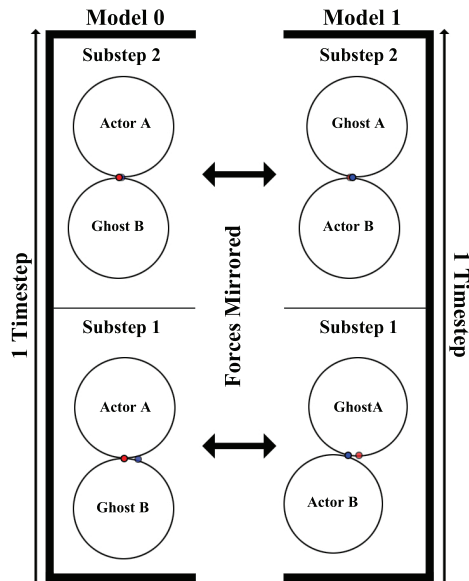 Model 0
Model 1
Substep 2
Substep 2
Actor A
Ghost A
Ghost B
Actor B
1 Timestep
Forces Mirrored
1 Timestep
Substep 1
Substep 1
Actor A
GhostA
Ghost B
Actor B